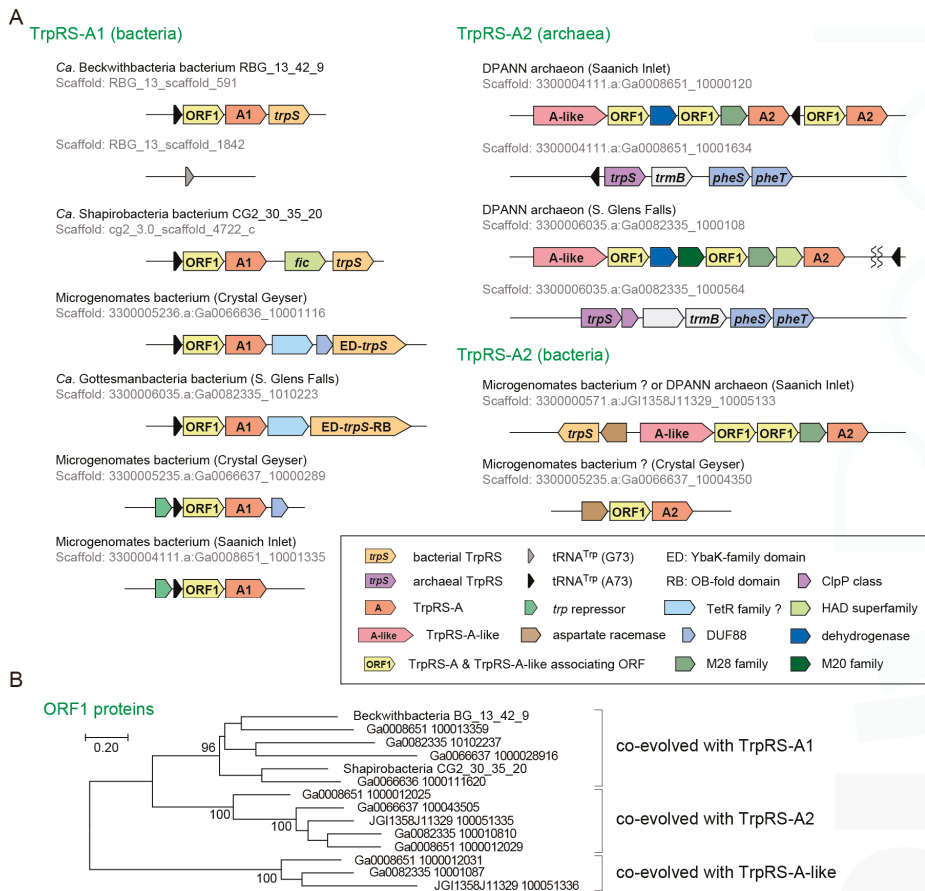 A
TrpRS-A1 (bacteria)
Ca. Beckwithbacteria bacterium RBG_13_42_9
Scaffold: RBG_13_scaffold_591
ORF1 A1 trpS
Scaffold: RBG_13_scaffold_1842
Ca. Shapirobacteria bacterium CG2_30_35_20
Scaffold: cg2_3.0_scaffold_4722_c
ORF1 A1 fic trpS
Microgenomates bacterium (Crystal Geyser)
Scaffold: 3300005236.a:Ga0066636_10001116
ORF1 A1 ED-trpS
Ca. Gottesmanbacteria bacterium (S. Glens Falls)
Scaffold: 3300006035.a:Ga0082335_1010223
ORF1 A1 ED-trpS-RB
Microgenomates bacterium (Crystal Geyser)
Scaffold: 3300005235.a:Ga0066637_10000289
ORF1 A1
Microgenomates bacterium (Saanich Inlet)
Scaffold: 3300004111.a:Ga0008651_10001335
ORF1 A1
TrpRS-A2 (archaea)
DPANN archaeon (Saanich Inlet)
Scaffold: 3300004111.a:Ga0008651_10000120
A-like ORF1 ORF1 A2 ORF1 A2
Scaffold: 3300004111.a:Ga0008651_10001634
trpS trmB pheS pheT
DPANN archaeon (S. Glens Falls)
Scaffold: 3300006035.a:Ga0082335_1000108
A-like ORF1 ORF1 A2
Scaffold: 3300006035.a:Ga0082335_1000564
trpS trmB pheS pheT
TrpRS-A2 (bacteria)
Microgenomates bacterium ? or DPANN archaeon (Saanich Inlet)
Scaffold: 3300000571.a:JGI1358J11329_10005133
trpS A-like ORF1 ORF1 A2
Microgenomates bacterium ? (Crystal Geyser)
Scaffold: 3300005235.a:Ga0066637_10004350
ORF1 A2
trpS bacterial TrpRS tRNATrp (G73) ED: YbaK-family domain
trpS archaeal TrpRS tRNATrp (A73) RB: OB-fold domain ClpP class
A TrpRS-A trp repressor TetR family ? HAD superfamily
A-like TrpRS-A-like aspartate racemase DUF88 dehydrogenase
ORF1 TrpRS-A & TrpRS-A-like associating ORF M28 family M20 family
B
ORF1 proteins
0.20
Beckwithbacteria BG_13_42_9
Ga0008651 100013359
96
Ga0082335 10102237
Ga0066637 1000028916
Shapirobacteria CG2_30_35_20
Ga0066636 1000111620
co-evolved with TrpRS-A1
Ga0008651 1000012025
100
Ga0066637 100043505
JGI1358J11329 100051335
100
Ga0082335 100010810
Ga0008651 1000012029
co-evolved with TrpRS-A2
Ga0008651 1000012031
Ga0082335 10001087
100
JGI1358J11329 100051336
co-evolved with TrpRS-A-like